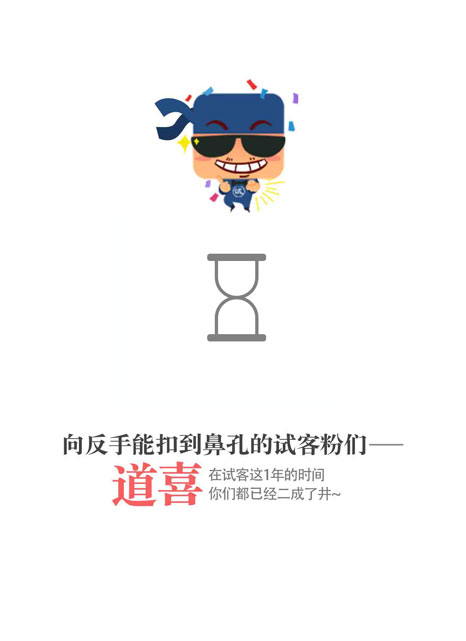 试
向反手能扣到鼻孔的试客粉们——
道喜
在试客这1年的时间
你们都已经二成了井~